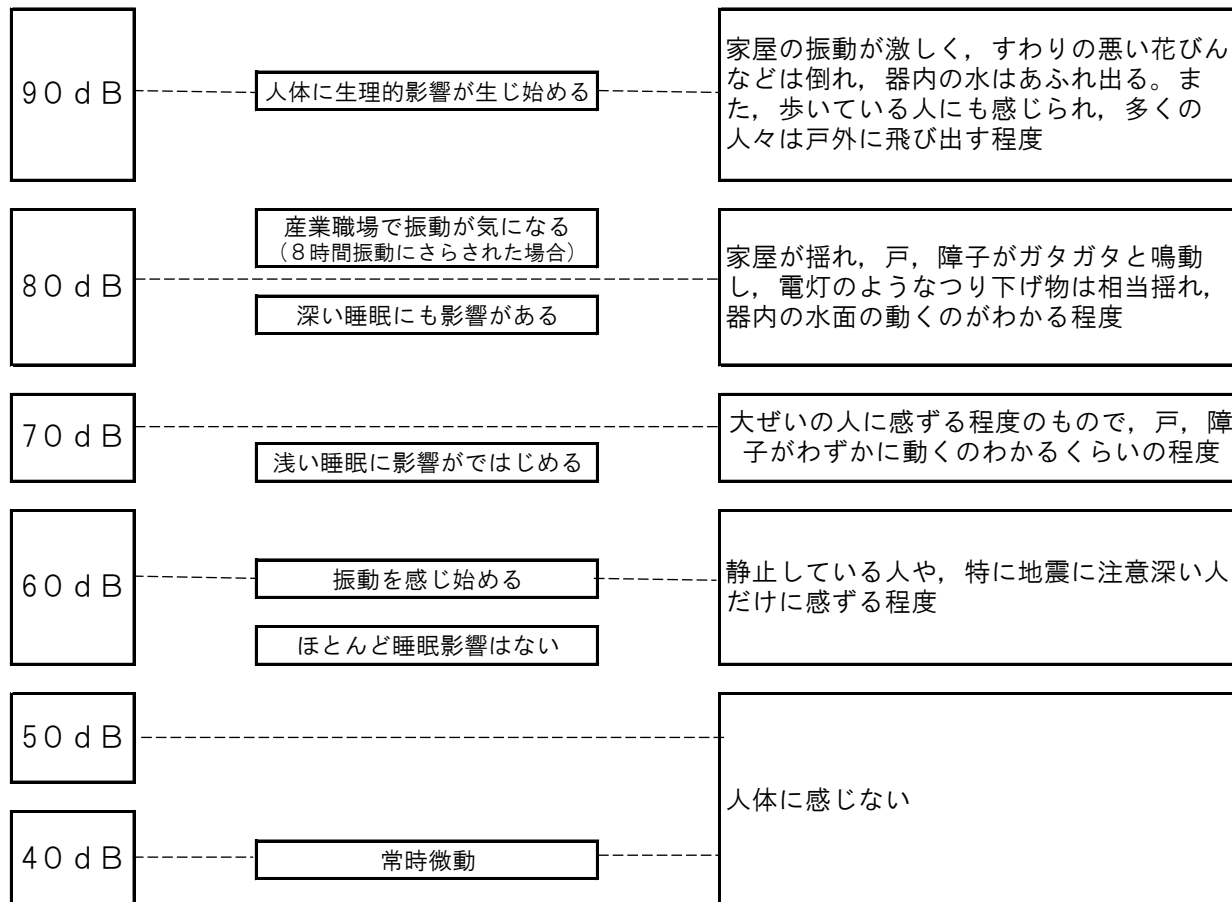 90dB
人体に生理的影響が生じ始める
家屋の振動が激しく，すわりの悪い花びん
などは倒れ，器内の水はあふれ出る。ま
た，歩いている人にも感じられ，多くの
人々は戸外に飛び出す程度
80dB
産業職場で振動が気になる
（８時間振動にさらされた場合）
深い睡眠にも影響がある
家屋が揺れ，戸，障子がガタガタと鳴動
し，電灯のようなつり下げ物は相当揺れ，
器内の水面の動くのがわかる程度
70dB
浅い睡眠に影響がではじめる
大ぜいの人に感ずる程度のもので，戸，障
子がわずかに動くのわかるくらいの程度
60dB
振動を感じ始める
ほとんど睡眠影響はない
静止している人や，特に地震に注意深い人
だけに感ずる程度
50dB
40dB
常時微動
人体に感じない